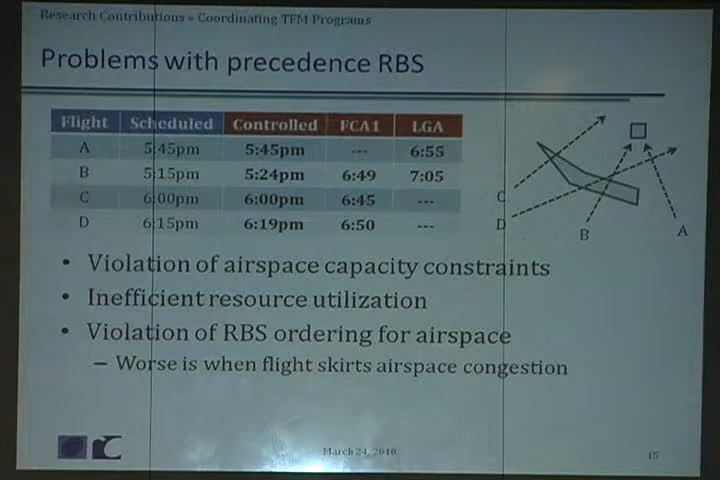 Research Contributions » Coordinating TFM Programs
Problems with precedence RBS
Flight Scheduled Controlled FCA1 LGA
A 5:45pm 5:45pm --- 6:55
B 5:15pm 5:24pm 6:49 7:05
C 6:00pm 6:00pm 6:45 ---
D 6:15pm 6:19pm 6:50 ---
C
D
B
A
• Violation of airspace capacity constraints
• Inefficient resource utilization
• Violation of RBS ordering for airspace
– Worse is when flight skirts airspace congestion
March 24, 2010
15